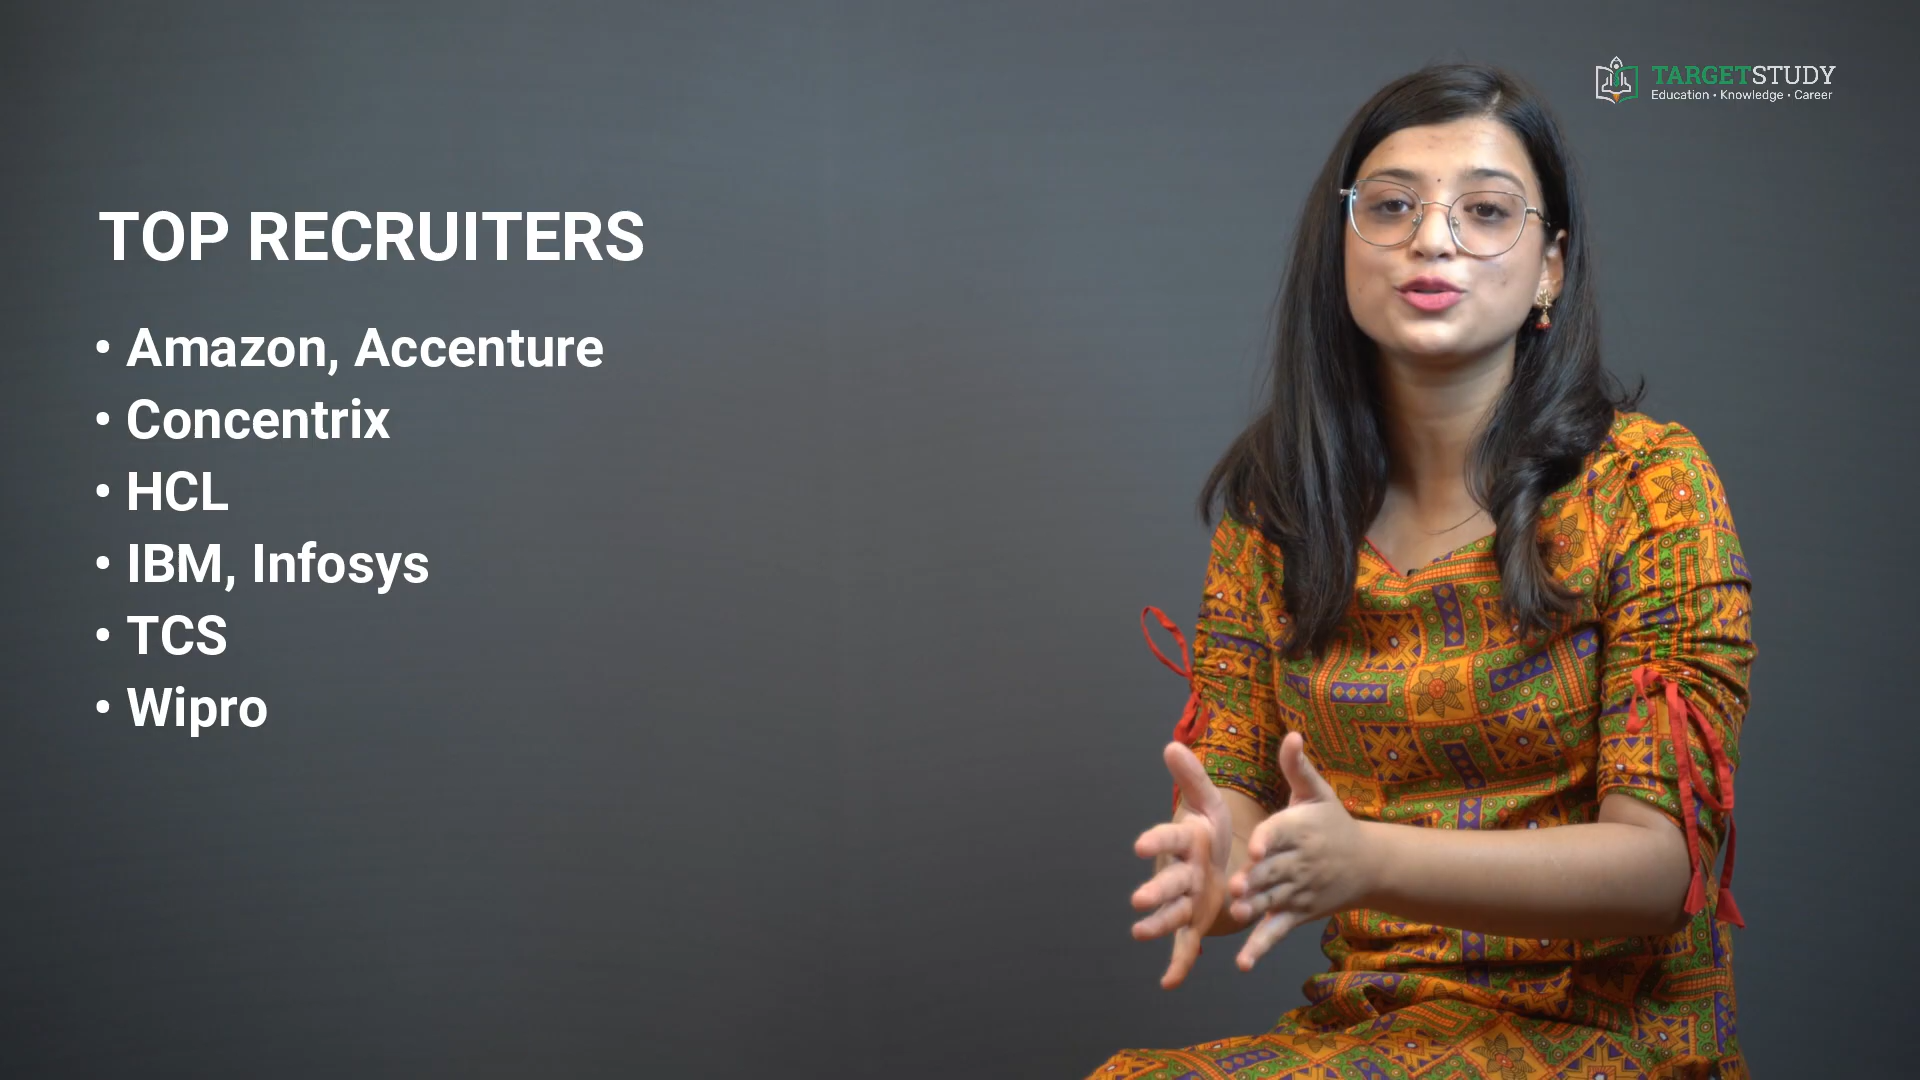 TARGETSTUDY
Education • Knowledge • Career
TOP RECRUITERS
• Amazon, Accenture
• Concentrix
• HCL
• IBM, Infosys
• TCS
• Wipro